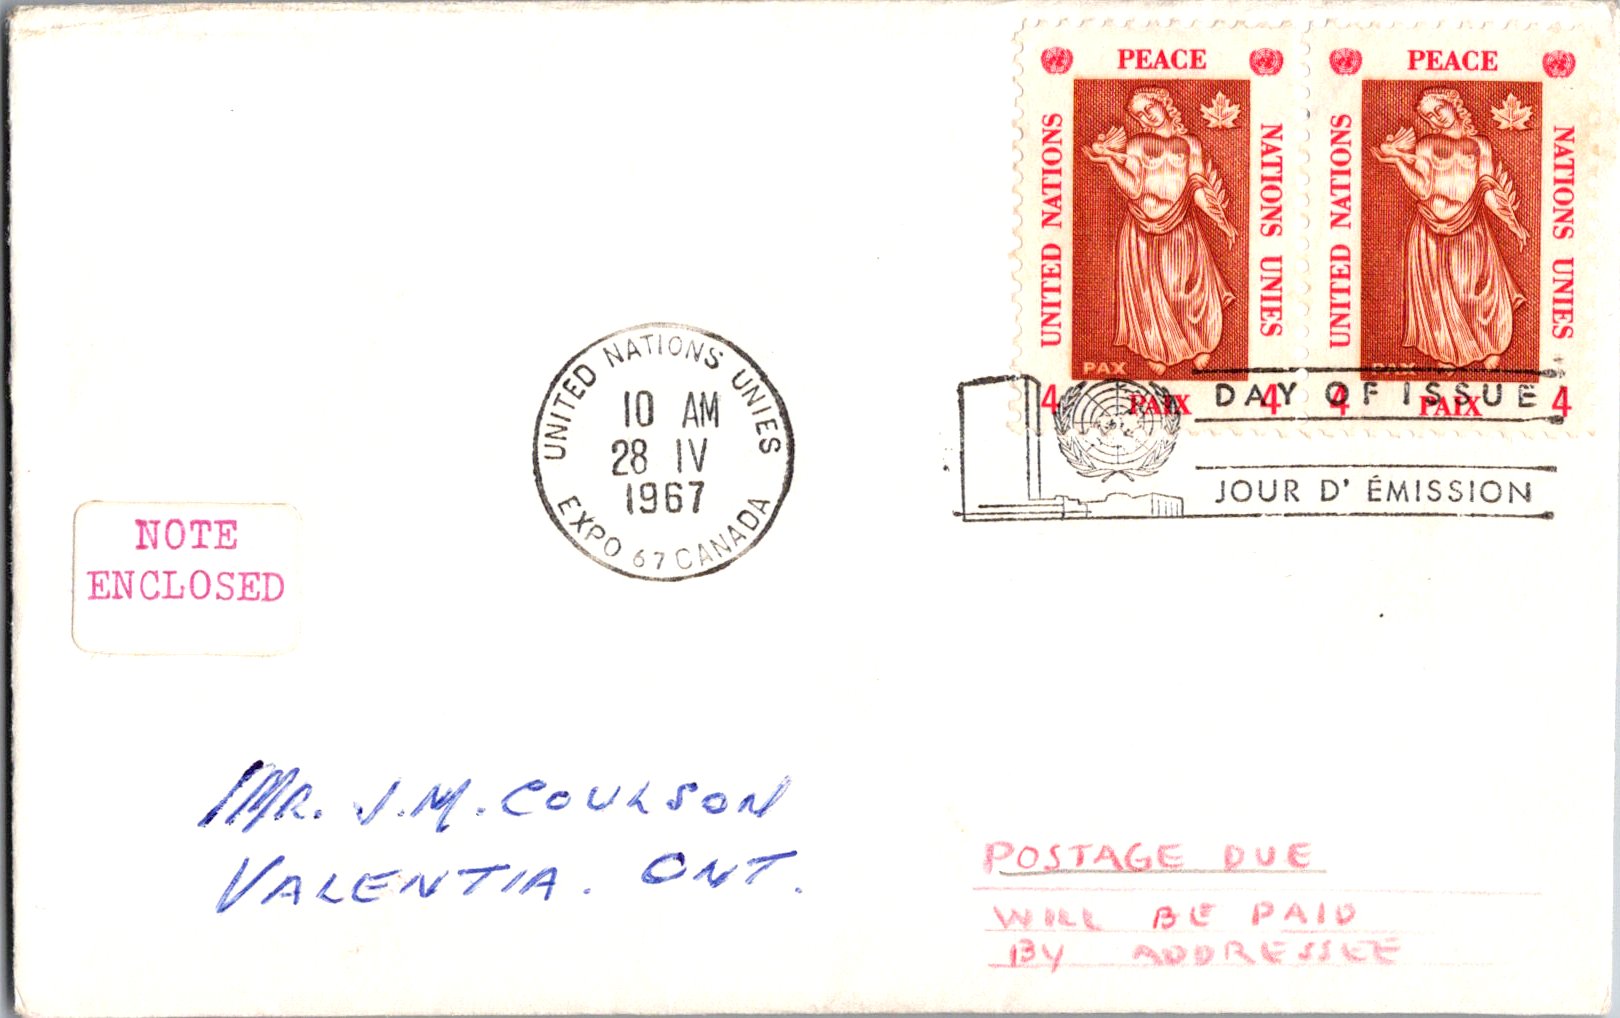 PEACE
UNITED NATIONS
NATIONS UNIES
PAX
4 PAIX 4
PEACE
UNITED NATIONS
NATIONS UNIES
PAX
4 PAIX 4
UNITED NATIONS UNIES
10 AM
28 IV
1967
EXPO 67 CANADA
DAY OF ISSUE
JOUR D' ÉMISSION
NOTE
ENCLOSED
MR. J.M. COULSON
VALENTIA. ONT.
POSTAGE DUE
WILL BE PAID
BY ADDRESSEE